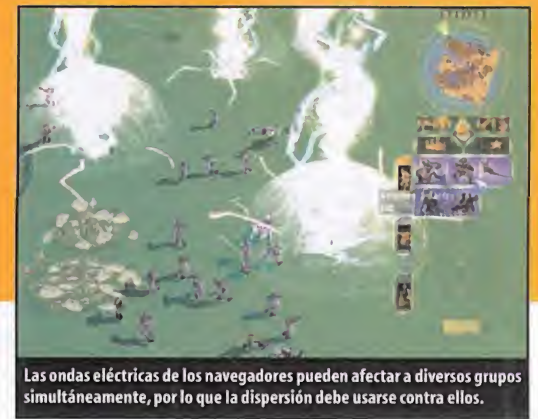 Las ondas eléctricas de los navegadores pueden afectar a diversos grupos
simultáneamente, por lo que la dispersión debe usarse contra ellos.